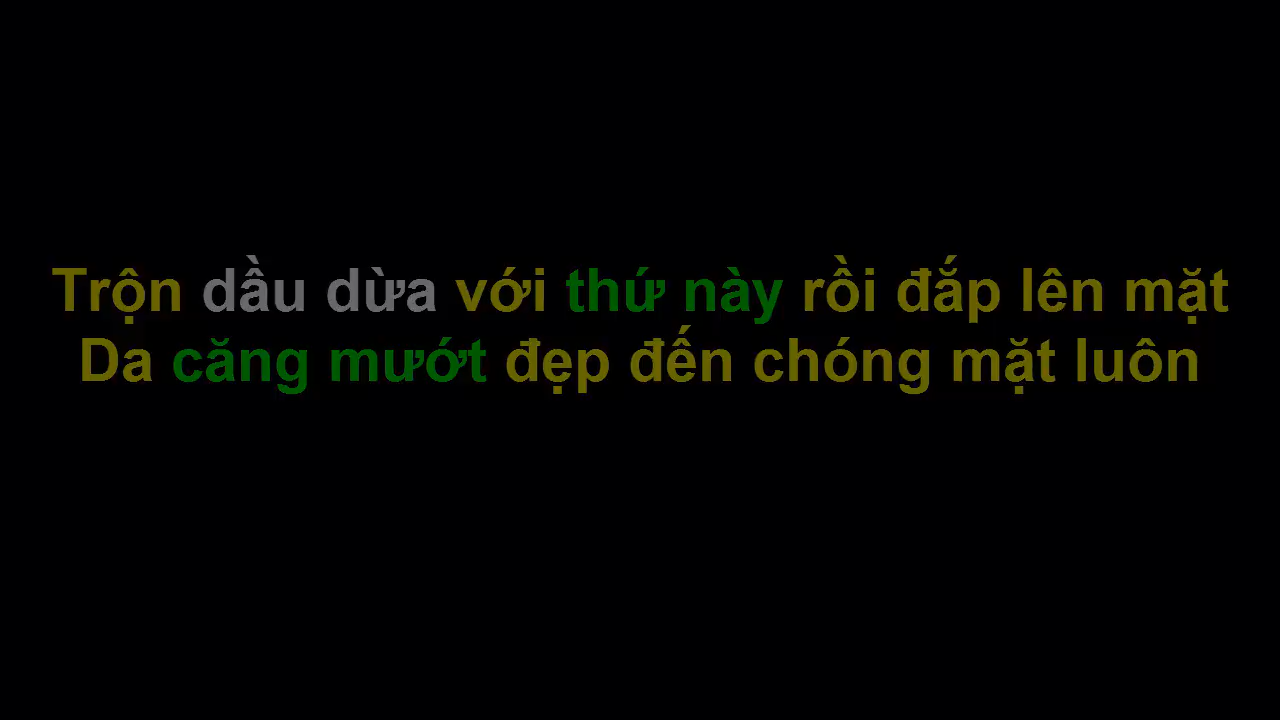 Trộn dầu dừa với thứ này rồi đắp lên mặt
Da căng mướt đẹp đến chóng mặt luôn